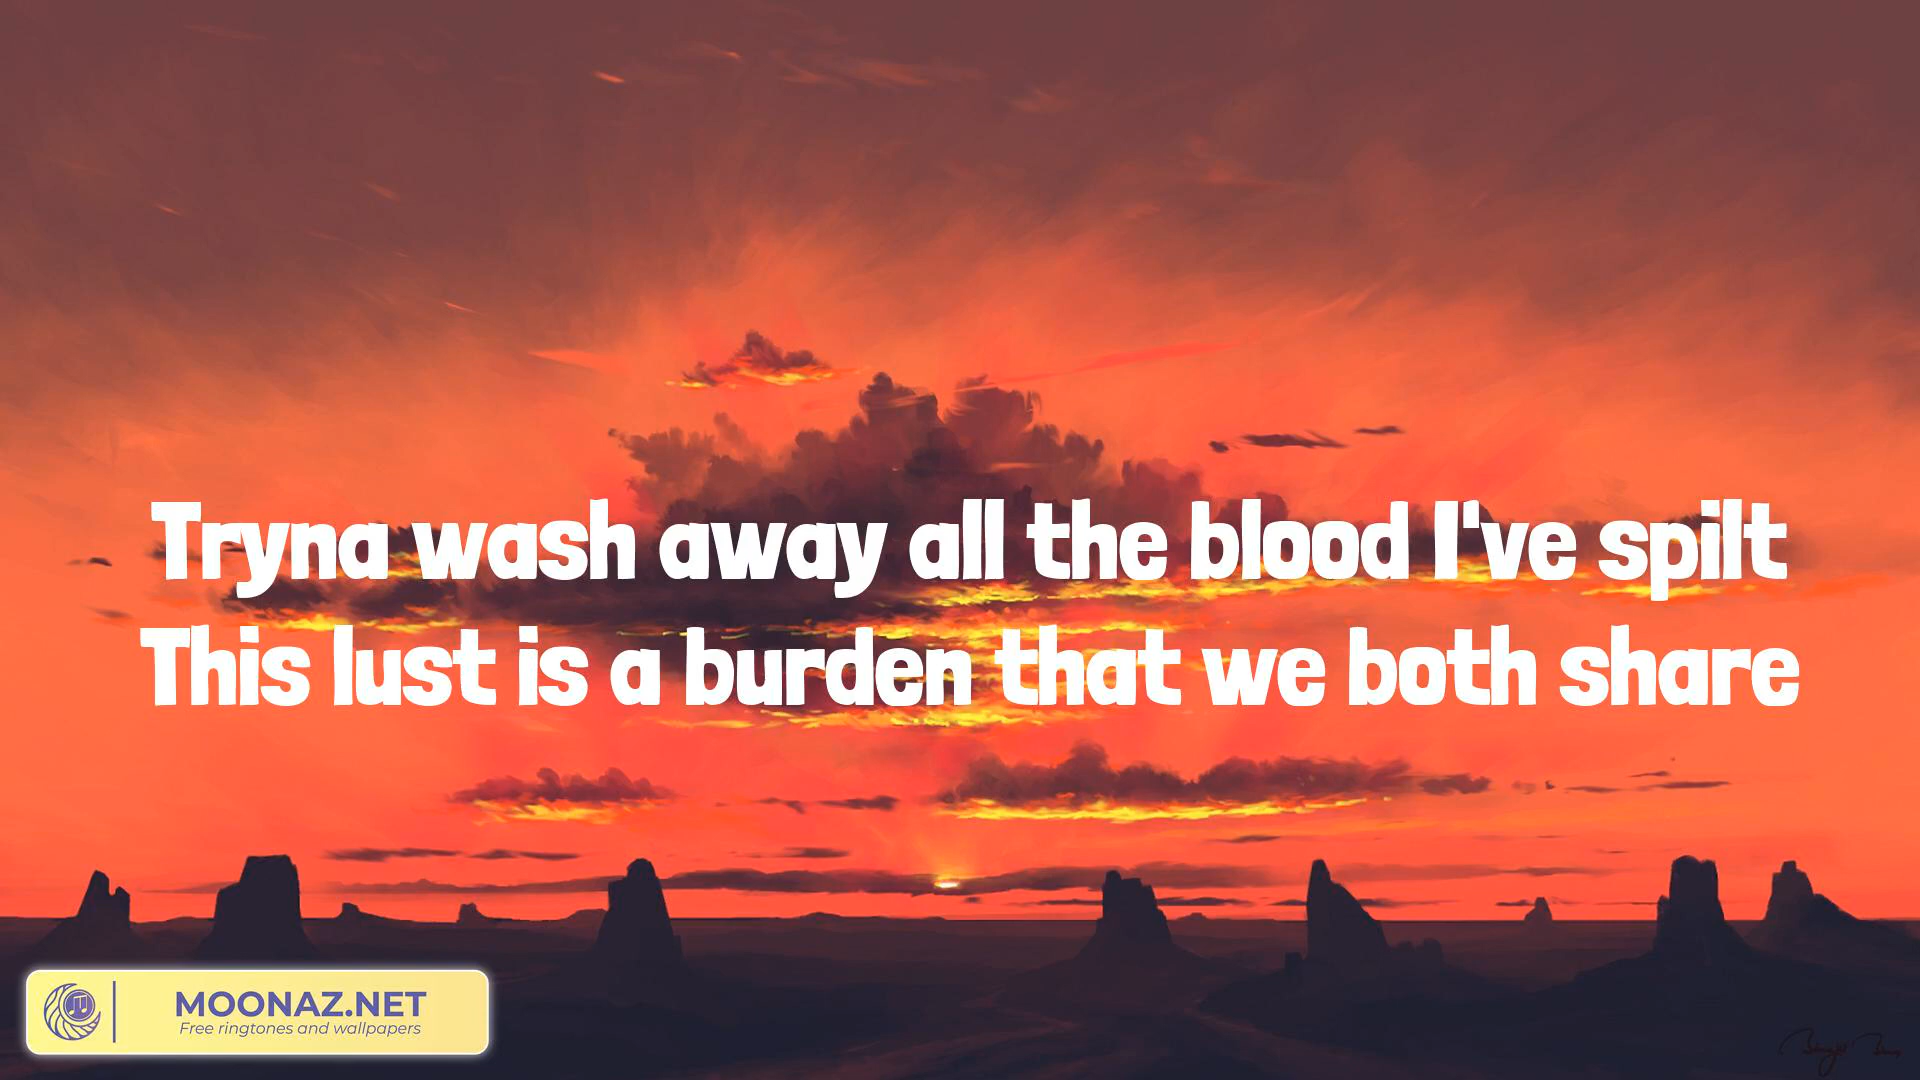 Tryna wash away all the blood I've spilt
This lust is a burden that we both share
MOONAZ.NET
Free ringtones and wallpapers